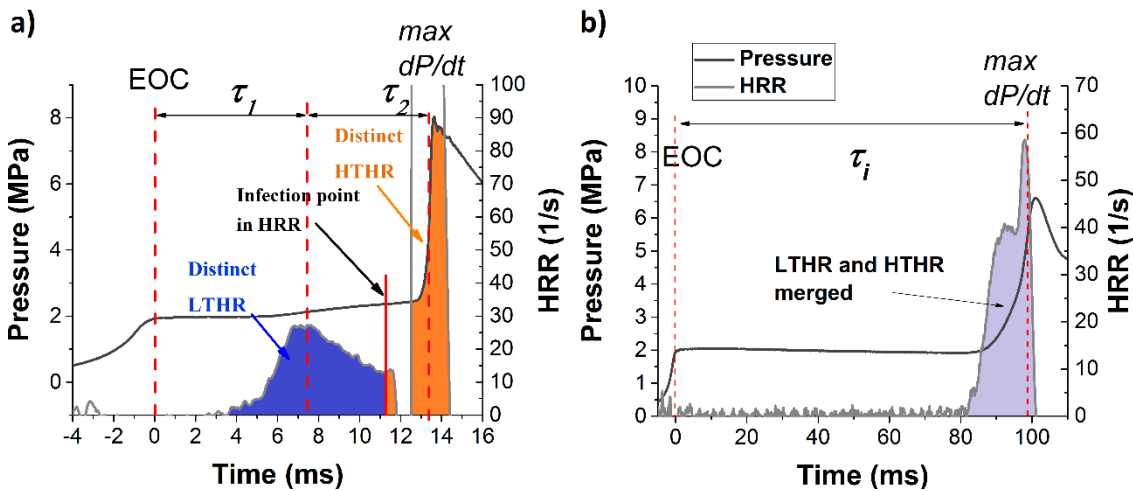 a)
EOC
max
dP/dt
τ1
τ2
Distinct
HTHR
Infection point
in HRR
Distinct
LTHR
Pressure (MPa)
8
6
4
2
0
HRR (1/s)
100
90
80
70
60
50
40
30
20
10
0
-4 -2 0 2 4 6 8 10 12 14 16
Time (ms)
b)
Pressure
HRR
max
dP/dt
EOC
τi
LTHR and HTHR
merged
Pressure (MPa)
10
9
8
7
6
5
4
3
2
1
0
HRR (1/s)
70
60
50
40
30
20
10
0
0 20 40 60 80 100
Time (ms)